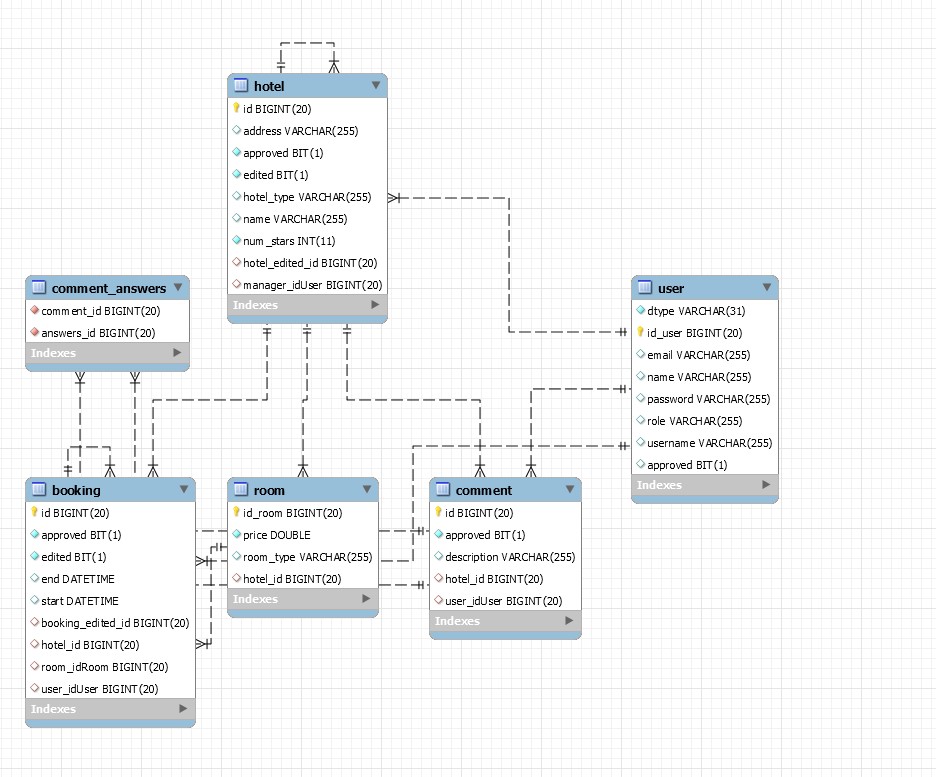 hotel
id BIGINT(20)
address VARCHAR(255)
approved BIT(1)
edited BIT(1)
hotel_type VARCHAR(255)
name VARCHAR(255)
num_stars INT(11)
hotel_edited_id BIGINT(20)
manager_idUser BIGINT(20)
Indexes
comment_answers
comment_id BIGINT(20)
answers_id BIGINT(20)
Indexes
user
dtype VARCHAR(31)
id_user BIGINT(20)
email VARCHAR(255)
name VARCHAR(255)
password VARCHAR(255)
role VARCHAR(255)
username VARCHAR(255)
approved BIT(1)
Indexes
booking
id BIGINT(20)
approved BIT(1)
edited BIT(1)
end DATETIME
start DATETIME
booking_edited_id BIGINT(20)
hotel_id BIGINT(20)
room_idRoom BIGINT(20)
user_idUser BIGINT(20)
Indexes
room
id_room BIGINT(20)
price DOUBLE
room_type VARCHAR(255)
hotel_id BIGINT(20)
Indexes
comment
id BIGINT(20)
approved BIT(1)
description VARCHAR(255)
hotel_id BIGINT(20)
user_idUser BIGINT(20)
Indexes